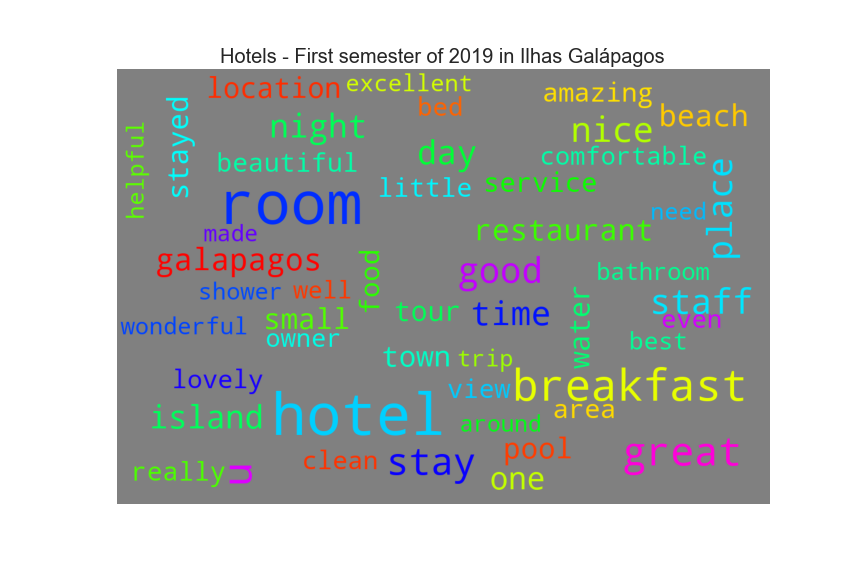 Hotels - First semester of 2019 in Ilhas Galápagos
location
excellent
bed
amazing
beach
helpful
stayed
night
nice
beautiful
day
comfortable
little
service
place
room
need
made
restaurant
galapagos
food
good
bathroom
shower
well
staff
wonderful
small
tour
time
water
even
owner
town
trip
best
lovely
view
breakfast
island
hotel
around
area
clean
stay
pool
great
really
u
one